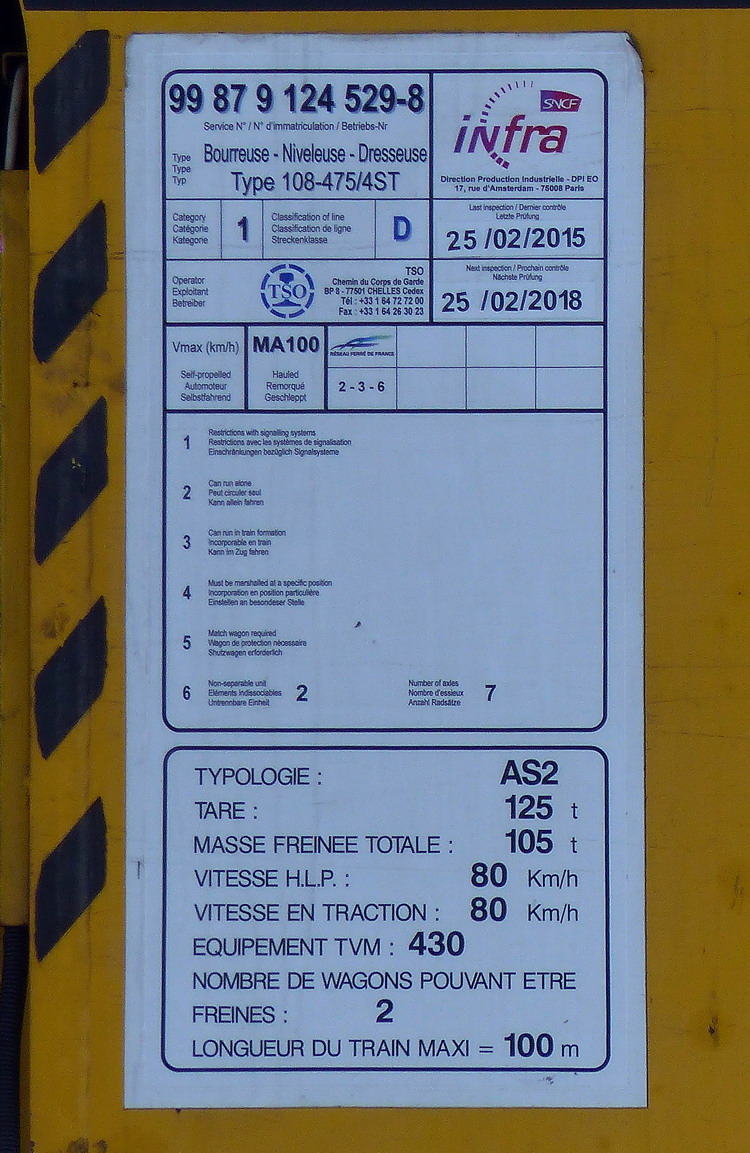 99 87 9 124 529-8
Service N° / N° d'immatriculation / Betriebs-Nr
Type
Type
Typ
Bourreuse - Niveleuse - Dresseuse
Type 108-475/4ST
SNCF
infra
Direction Production Industrielle - DPI EO
17, rue d'Amsterdam - 75008 Paris
Category
Catégorie
Kategorie
1
Classification of line
Classification de ligne
Streckenklasse
D
Last inspection / Dernier contrôle
Letzte Prüfung
25 /02/2015
Operator
Exploitant
Betreiber
TSO
TSO
Chemin du Corps de Garde
BP 8 - 77501 CHELLES Cedex
Tél : +33 1 64 72 72 00
Fax : +33 1 64 26 30 23
Next inspection / Prochain contrôle
Nächste Prüfung
25 /02/2018
Vmax (km/h)
MA100
RÉSEAU FERRÉ DE FRANCE
Self-propelled
Automoteur
Selbstfahrend
Hauled
Remorqué
Geschleppt
2 - 3 - 6
1
Restrictions with signalling systems
Restrictions avec les systèmes de signalisation
Einschränkungen bezüglich Signalsysteme
2
Can run alone
Peut circuler seul
Kann allein fahren
3
Can run in train formation
Incorporable en train
Kann im Zug fahren
4
Must be marshalled at a specific position
Incorporation en position particulière
Einstellen an besondeser Stelle
5
Match wagon required
Wagon de protection nécessaire
Shutzwagen erforderlich
6
Non-separable unit
Eléments indissociables
Untrennbare Einheit
2
Number of axles
Nombre d'essieux
Anzahl Radsätze
7
TYPOLOGIE : AS2
TARE : 125 t
MASSE FREINEE TOTALE : 105 t
VITESSE H.L.P. : 80 Km/h
VITESSE EN TRACTION : 80 Km/h
EQUIPEMENT TVM : 430
NOMBRE DE WAGONS POUVANT ETRE
FREINES : 2
LONGUEUR DU TRAIN MAXI = 100 m